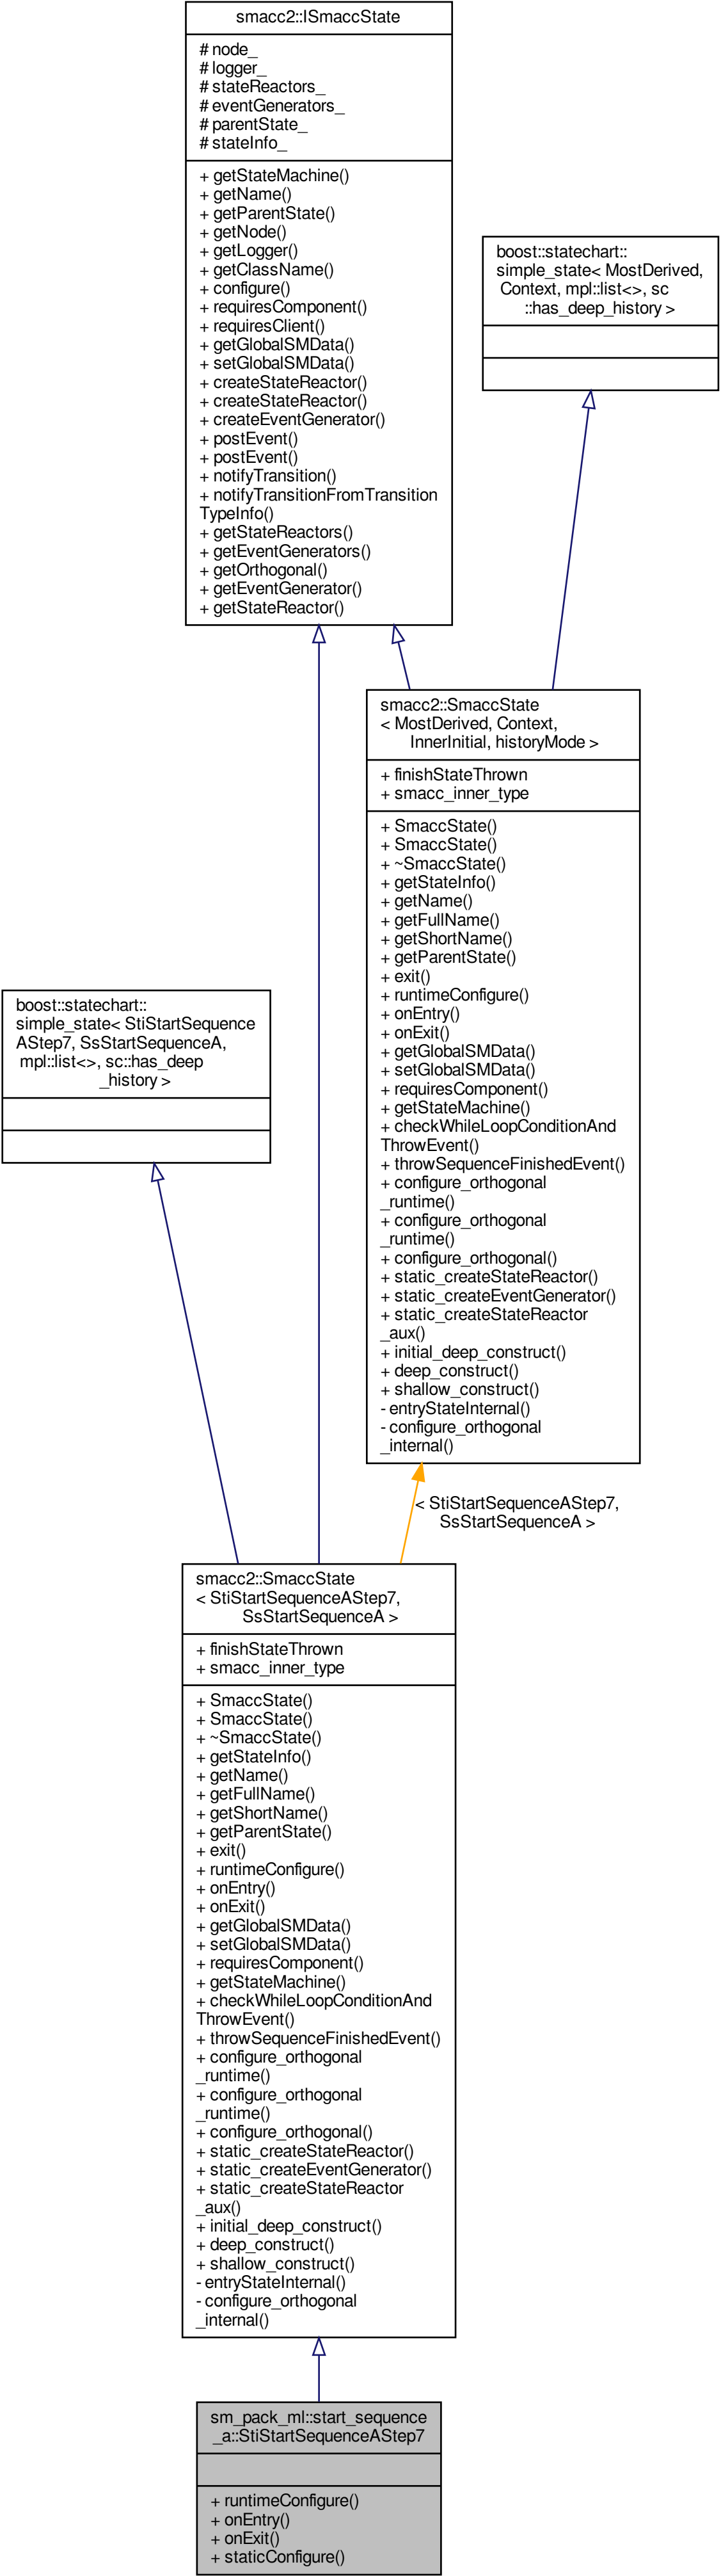 smacc2::ISmaccState
# node_
# logger_
# stateReactors_
# eventGenerators_
# parentState_
# stateInfo_
+ getStateMachine()
+ getName()
+ getParentState()
+ getNode()
+ getLogger()
+ getClassName()
+ configure()
+ requiresComponent()
+ requiresClient()
+ getGlobalSMData()
+ setGlobalSMData()
+ createStateReactor()
+ createStateReactor()
+ createEventGenerator()
+ postEvent()
+ postEvent()
+ notifyTransition()
+ notifyTransitionFromTransition
TypeInfo()
+ getStateReactors()
+ getEventGenerators()
+ getOrthogonal()
+ getEventGenerator()
+ getStateReactor()
boost::statechart::
simple_state< MostDerived,
Context, mpl::list<>, sc
::has_deep_history >
smacc2::SmaccState
< MostDerived, Context,
InnerInitial, historyMode >
+ finishStateThrown
+ smacc_inner_type
+ SmaccState()
+ SmaccState()
+ ~SmaccState()
+ getStateInfo()
+ getName()
+ getFullName()
+ getShortName()
+ getParentState()
+ exit()
+ runtimeConfigure()
+ onEntry()
+ onExit()
+ getGlobalSMData()
+ setGlobalSMData()
+ requiresComponent()
+ getStateMachine()
+ checkWhileLoopConditionAnd
ThrowEvent()
+ throwSequenceFinishedEvent()
+ configure_orthogonal
_runtime()
+ configure_orthogonal
_runtime()
+ configure_orthogonal()
+ static_createStateReactor()
+ static_createEventGenerator()
+ static_createStateReactor
_aux()
+ initial_deep_construct()
+ deep_construct()
+ shallow_construct()
- entryStateInternal()
- configure_orthogonal
_internal()
boost::statechart::
simple_state< StiStartSequence
AStep7, SsStartSequenceA,
mpl::list<>, sc::has_deep
_history >
< StiStartSequenceAStep7,
SsStartSequenceA >
smacc2::SmaccState
< StiStartSequenceAStep7,
SsStartSequenceA >
+ finishStateThrown
+ smacc_inner_type
+ SmaccState()
+ SmaccState()
+ ~SmaccState()
+ getStateInfo()
+ getName()
+ getFullName()
+ getShortName()
+ getParentState()
+ exit()
+ runtimeConfigure()
+ onEntry()
+ onExit()
+ getGlobalSMData()
+ setGlobalSMData()
+ requiresComponent()
+ getStateMachine()
+ checkWhileLoopConditionAnd
ThrowEvent()
+ throwSequenceFinishedEvent()
+ configure_orthogonal
_runtime()
+ configure_orthogonal
_runtime()
+ configure_orthogonal()
+ static_createStateReactor()
+ static_createEventGenerator()
+ static_createStateReactor
_aux()
+ initial_deep_construct()
+ deep_construct()
+ shallow_construct()
- entryStateInternal()
- configure_orthogonal
_internal()
sm_pack_ml::start_sequence
_a::StiStartSequenceAStep7
+ runtimeConfigure()
+ onEntry()
+ onExit()
+ staticConfigure()